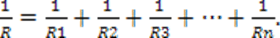 1/R = 1/R1 + 1/R2 + 1/R3 + ⋯ + 1/Rn.